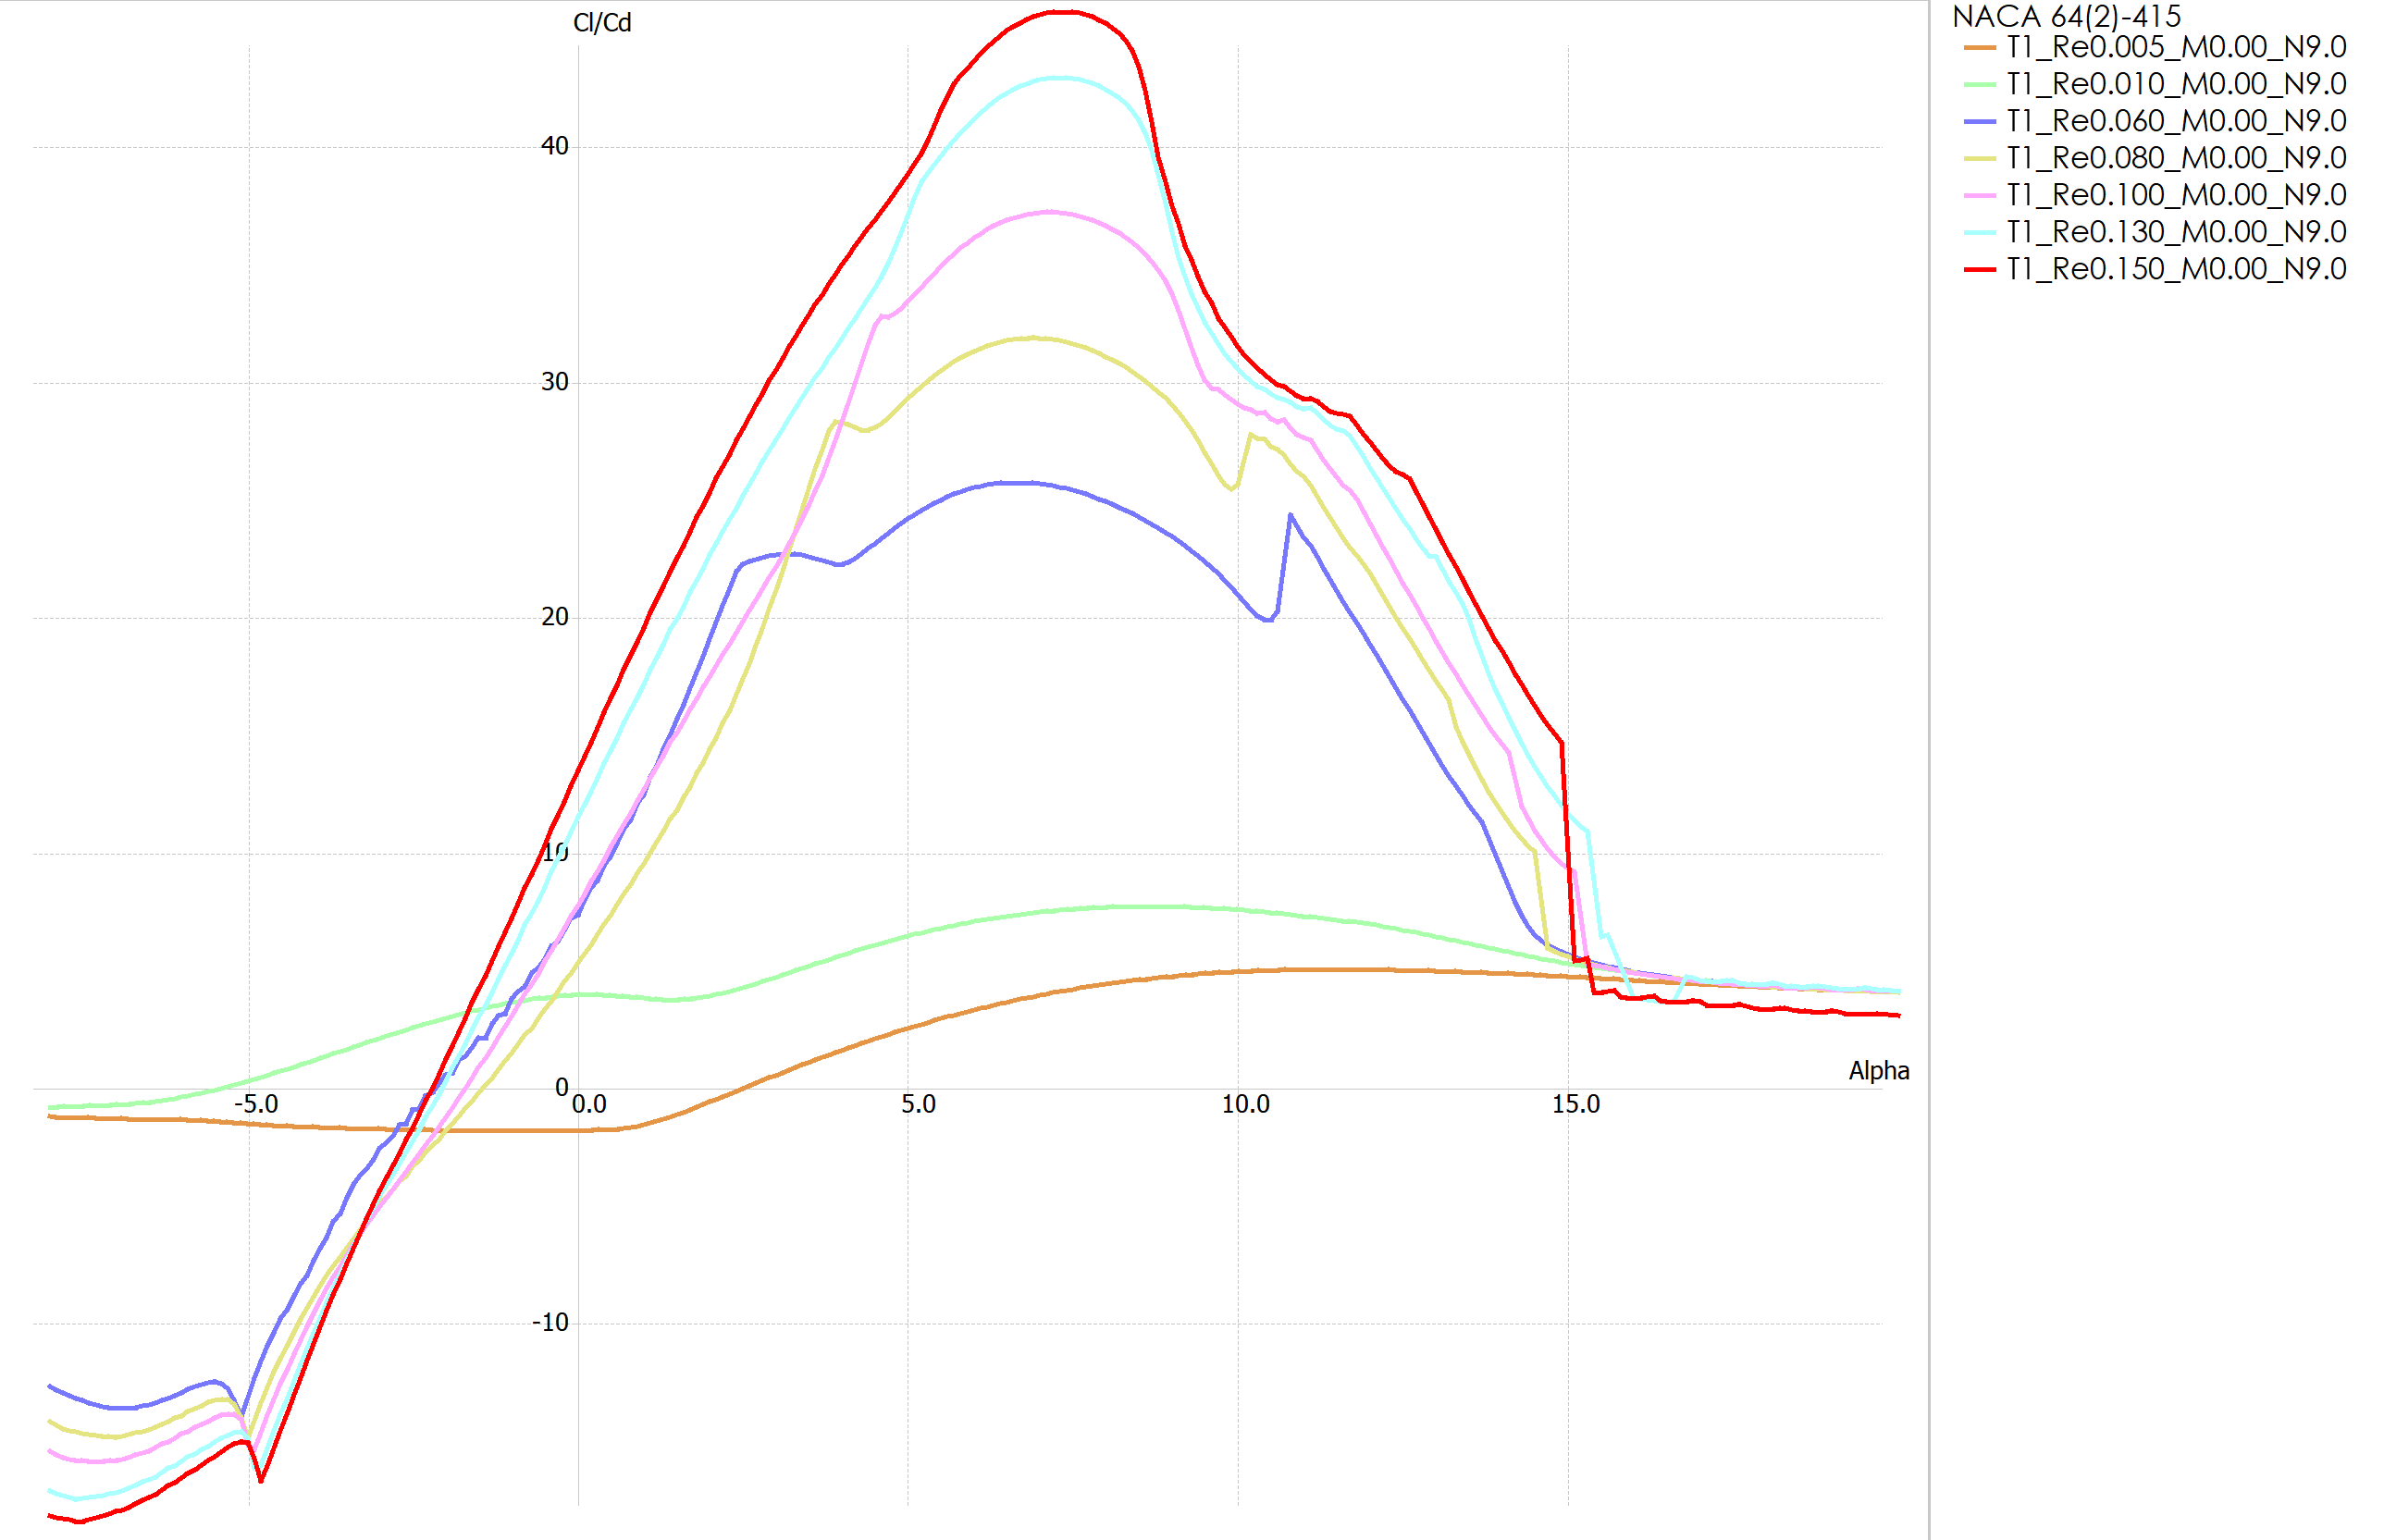 Cl/Cd
40
30
20
10
0
-10
-5.0
0.0
5.0
10.0
15.0
Alpha
NACA 64(2)-415
T1_Re0.005_M0.00_N9.0
T1_Re0.010_M0.00_N9.0
T1_Re0.060_M0.00_N9.0
T1_Re0.080_M0.00_N9.0
T1_Re0.100_M0.00_N9.0
T1_Re0.130_M0.00_N9.0
T1_Re0.150_M0.00_N9.0